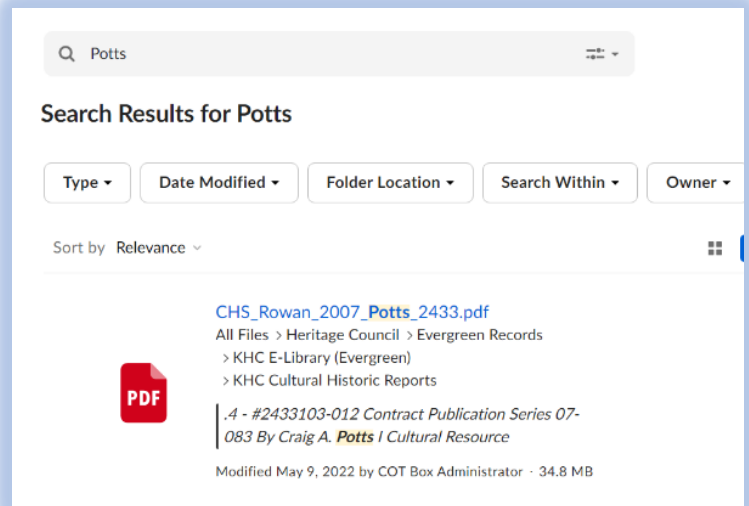 Potts
Search Results for Potts
Type Date Modified Folder Location Search Within Owner
Sort by Relevance
CHS_Rowan_2007_Potts_2433.pdf
All Files > Heritage Council > Evergreen Records
> KHC E-Library (Evergreen)
> KHC Cultural Historic Reports
PDF
.4 - #2433103-012 Contract Publication Series 07-
083 By Craig A. Potts I Cultural Resource
Modified May 9, 2022 by COT Box Administrator · 34.8 MB